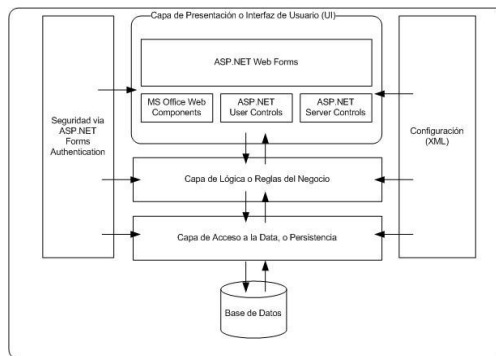 Capa de Presentación o Interfaz de Usuario (UI)
ASP.NET Web Forms
MS Office Web
Components
ASP.NET
User Controls
ASP.NET
Server Controls
Seguridad via
ASP.NET
Forms
Authentication
Configuración
(XML)
Capa de Lógica o Reglas del Negocio
Capa de Acceso a la Data, o Persistencia
Base de Datos